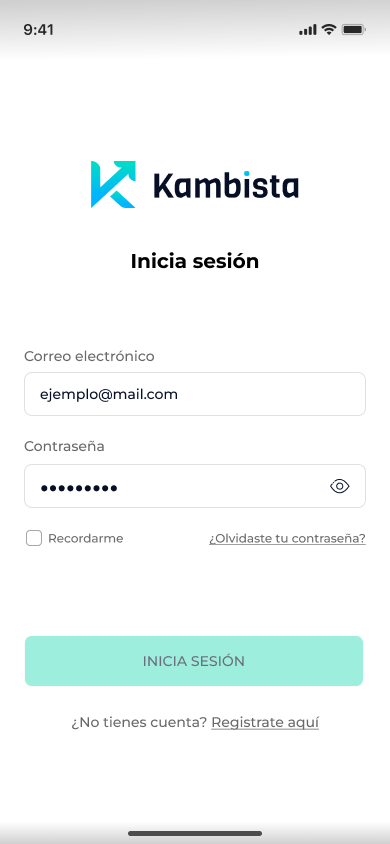 9:41
Kambista
Inicia sesión
Correo electrónico
ejemplo@mail.com
Contraseña
•••••••••
Recordarme ¿Olvidaste tu contraseña?
INICIA SESIÓN
¿No tienes cuenta? Registrate aquí